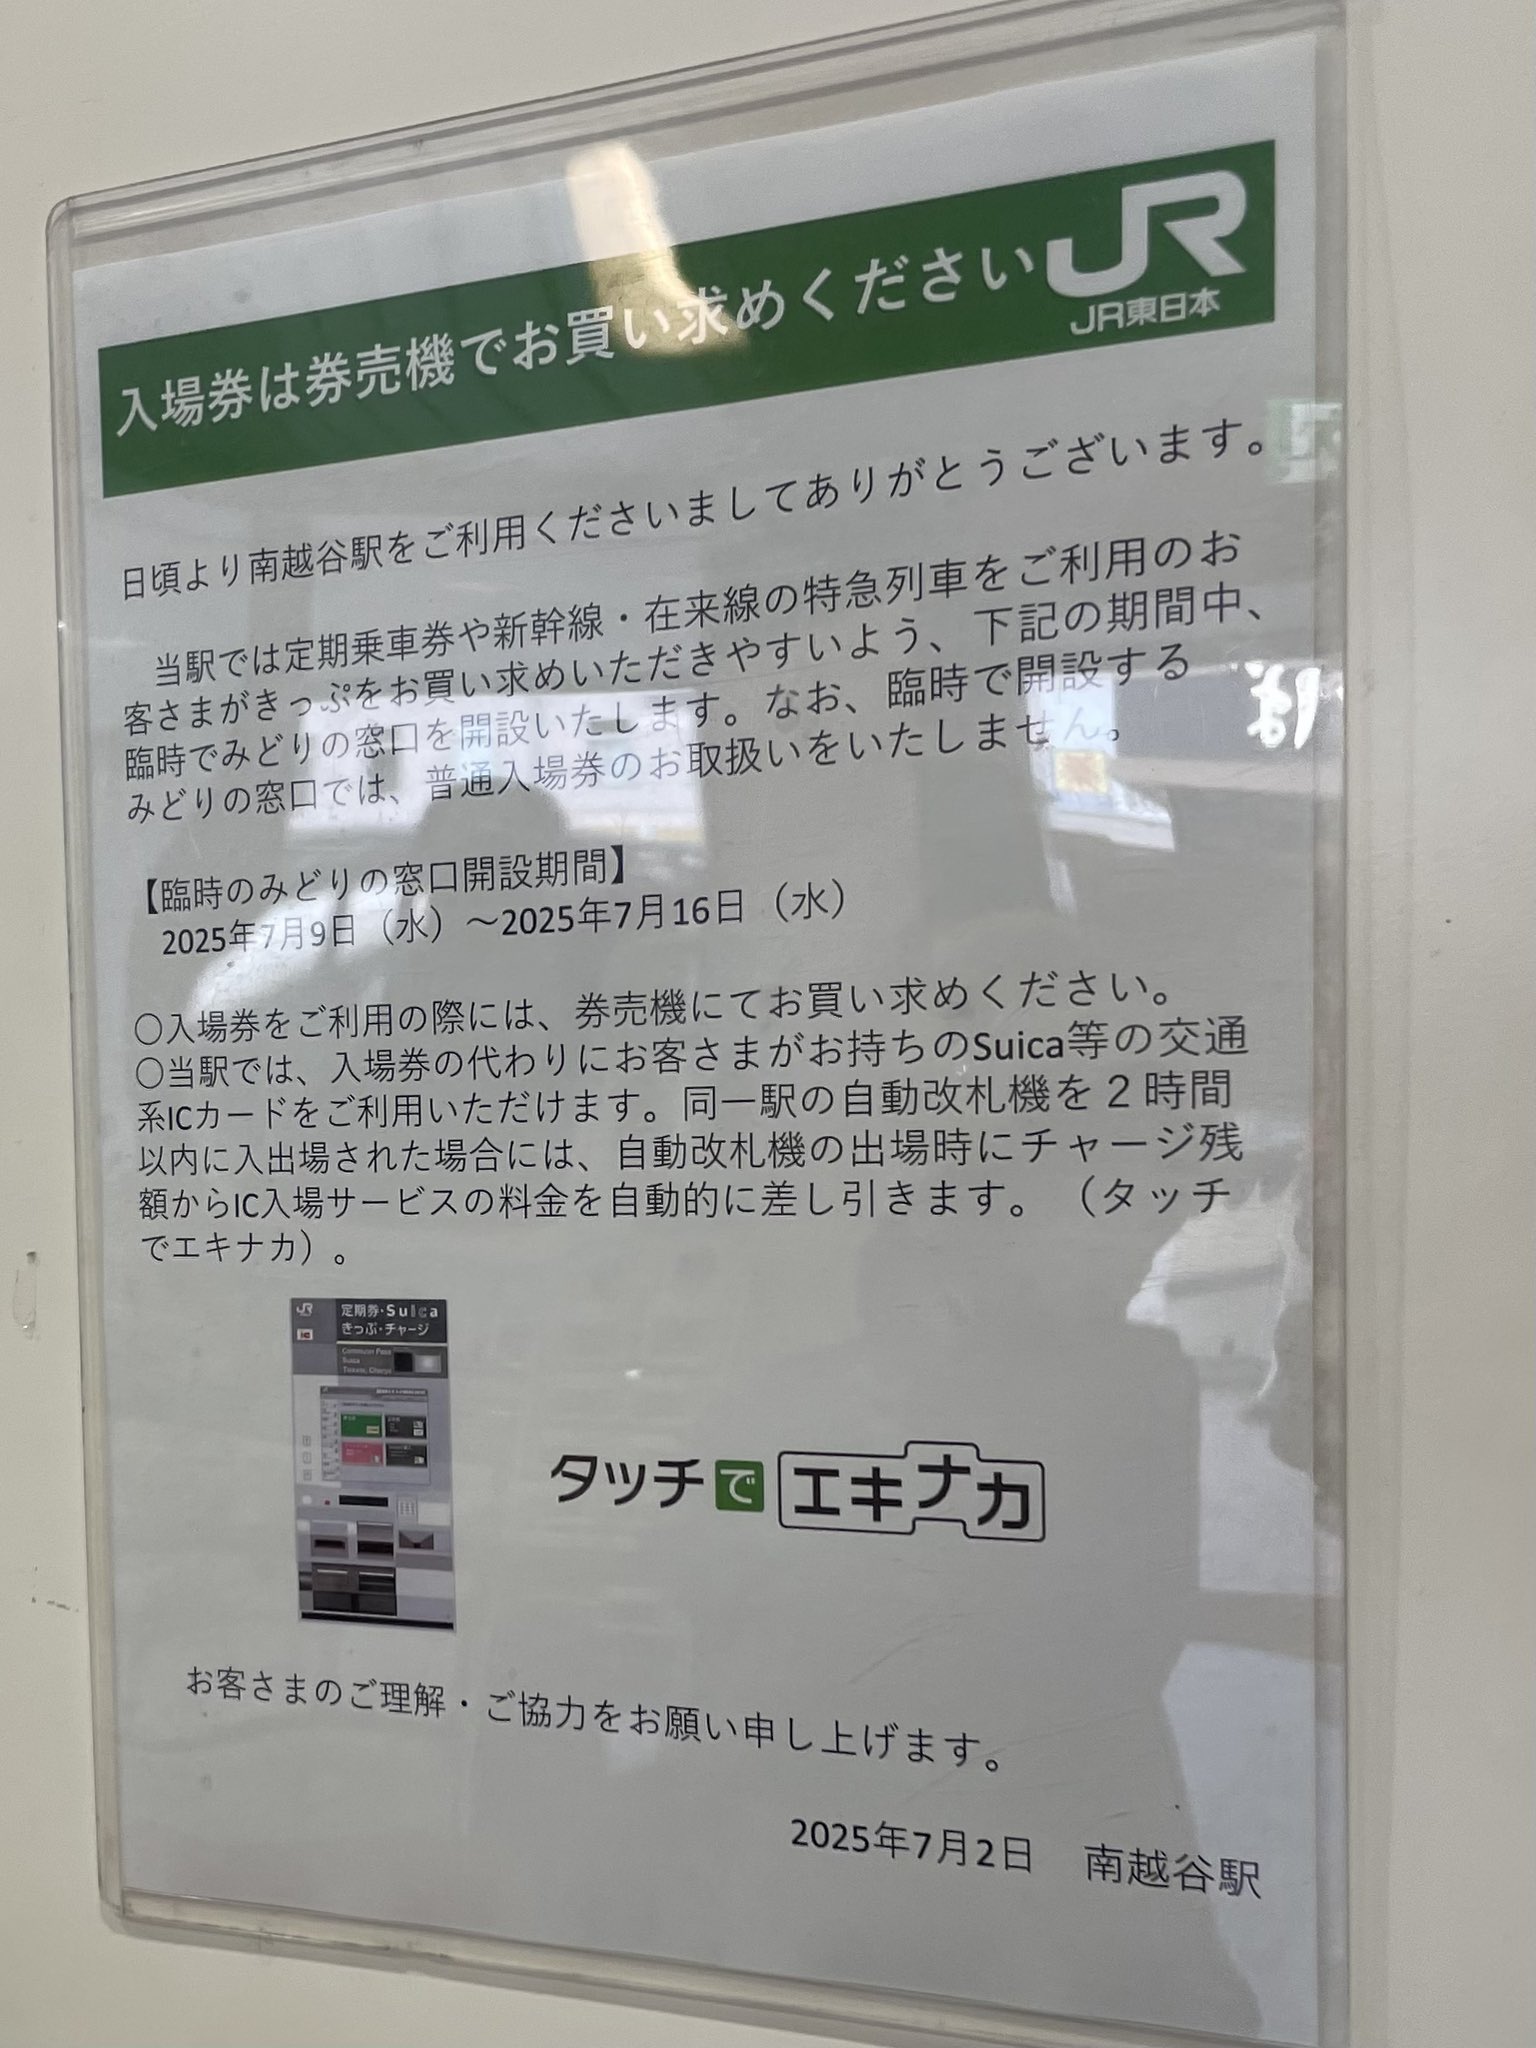 入場券は券売機でお買い求めください
JR
JR東日本
日頃より南越谷駅をご利用くださいましてありがとうございます。
当駅では定期乗車券や新幹線・在来線の特急列車をご利用のお
客さまがきっぷをお買い求めいただきやすいよう、下記の期間中、
臨時でみどりの窓口を開設いたします。なお、臨時で開設する
みどりの窓口では、普通入場券のお取扱いをいたしません。
【臨時のみどりの窓口開設期間】
2025年7月9日（水）～2025年7月16日（水）
○入場券をご利用の際には、券売機にてお買い求めください。
○当駅では、入場券の代わりにお客さまがお持ちのSuica等の交通
系ICカードをご利用いただけます。同一駅の自動改札機を２時間
以内に入出場された場合には、自動改札機の出場時にチャージ残
額からIC入場サービスの料金を自動的に差し引きます。（タッチ
でエキナカ）。
JR
定期券・Suica
きっぷ・チャージ
Commuter Pass
Suica
タッチでエキナカ
お客さまのご理解・ご協力をお願い申し上げます。
2025年7月2日　南越谷駅